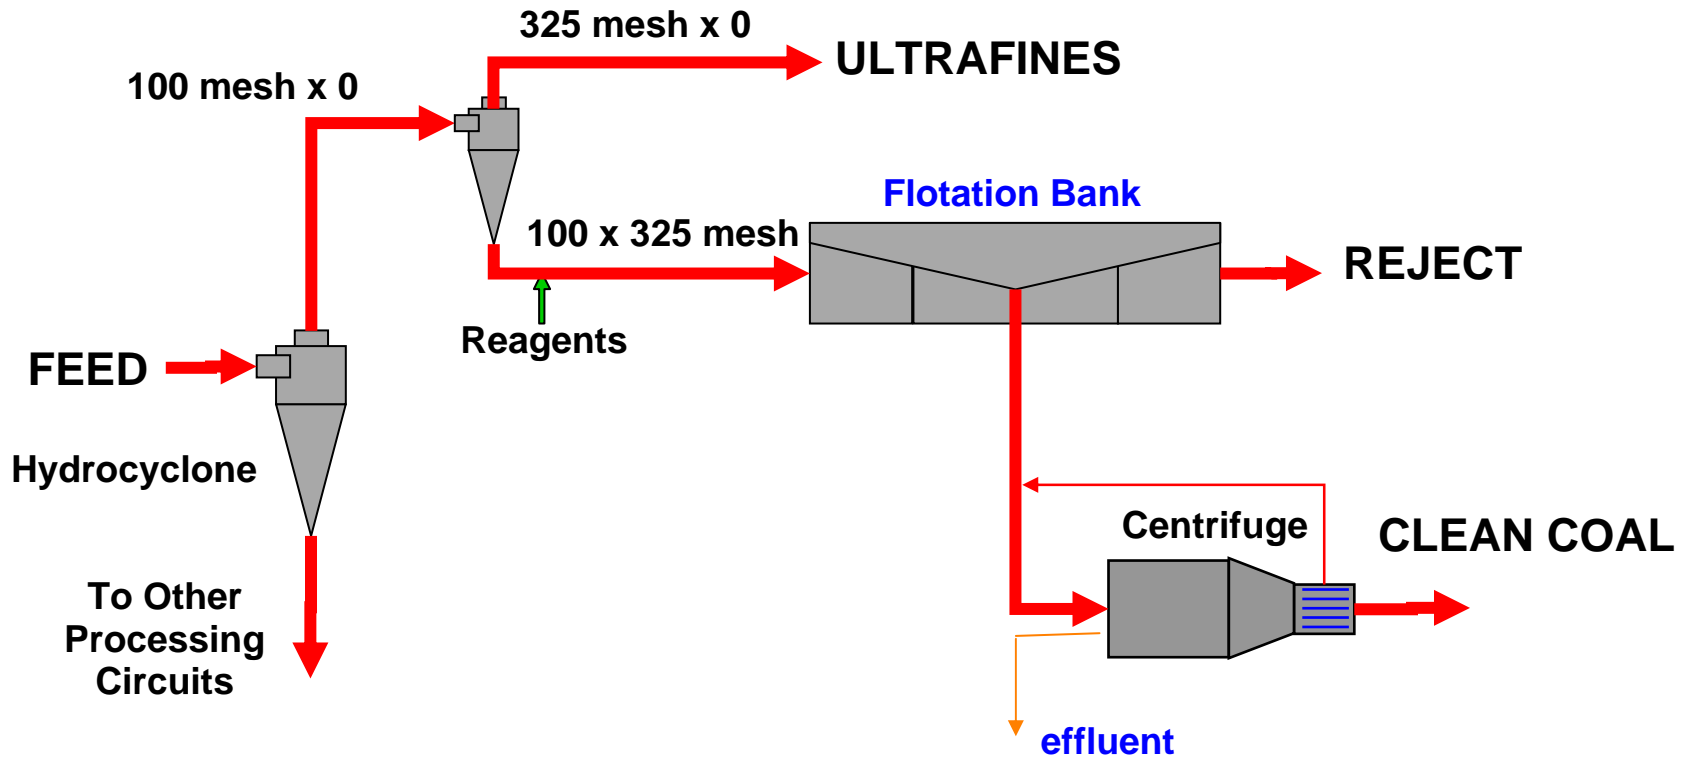 325 mesh x 0
ULTRAFINES
100 mesh x 0
Flotation Bank
100 x 325 mesh
REJECT
Reagents
FEED
Hydrocyclone
Centrifuge
CLEAN COAL
To Other
Processing
Circuits
effluent